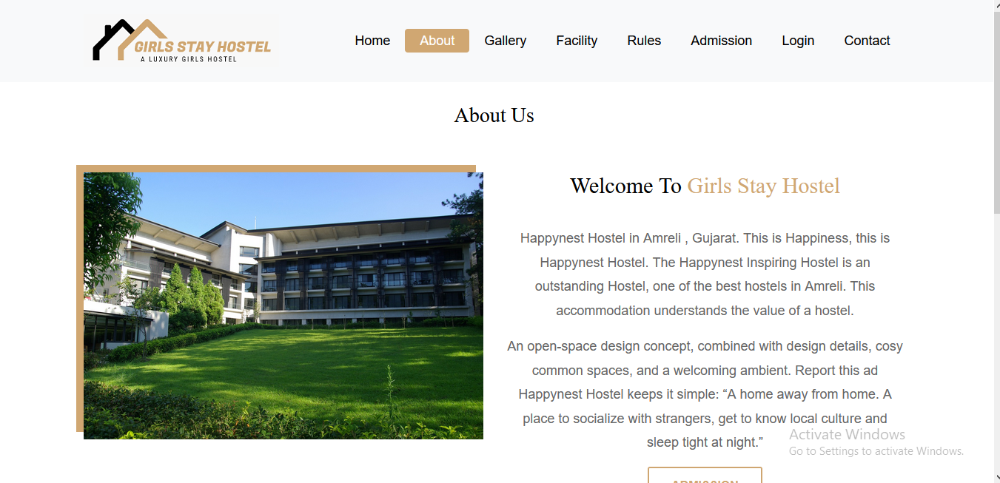 GIRLS STAY HOSTEL
A LUXURY GIRLS HOSTEL
Home About Gallery Facility Rules Admission Login Contact
About Us
Welcome To Girls Stay Hostel
Happynest Hostel in Amreli , Gujarat. This is Happiness, this is
Happynest Hostel. The Happynest Inspiring Hostel is an
outstanding Hostel, one of the best hostels in Amreli. This
accommodation understands the value of a hostel.
An open-space design concept, combined with design details, cosy
common spaces, and a welcoming ambient. Report this ad
Happynest Hostel keeps it simple: “A home away from home. A
place to socialize with strangers, get to know local culture and
sleep tight at night.”
Activate Windows
Go to Settings to activate Windows.
ADMISSION